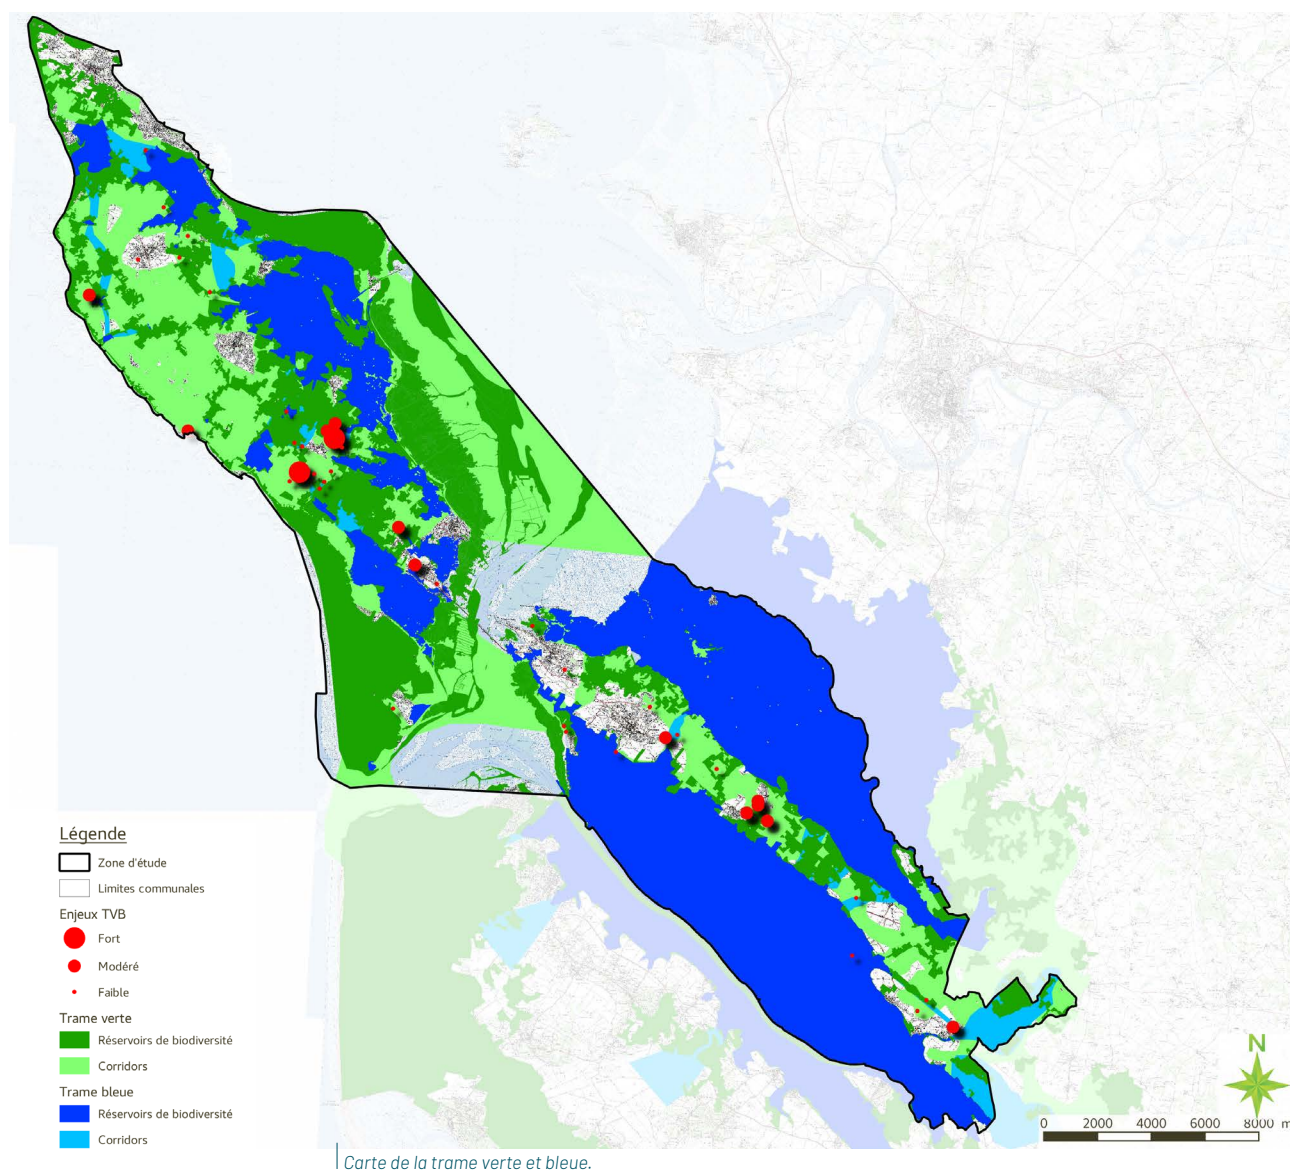 Légende
Zone d'étude
Limites communales
Enjeux TVB
Fort
Modéré
Faible
Trame verte
Réservoirs de biodiversité
Corridors
Trame bleue
Réservoirs de biodiversité
Corridors
N
0 2000 4000 6000 8000 m
Carte de la trame verte et bleue.